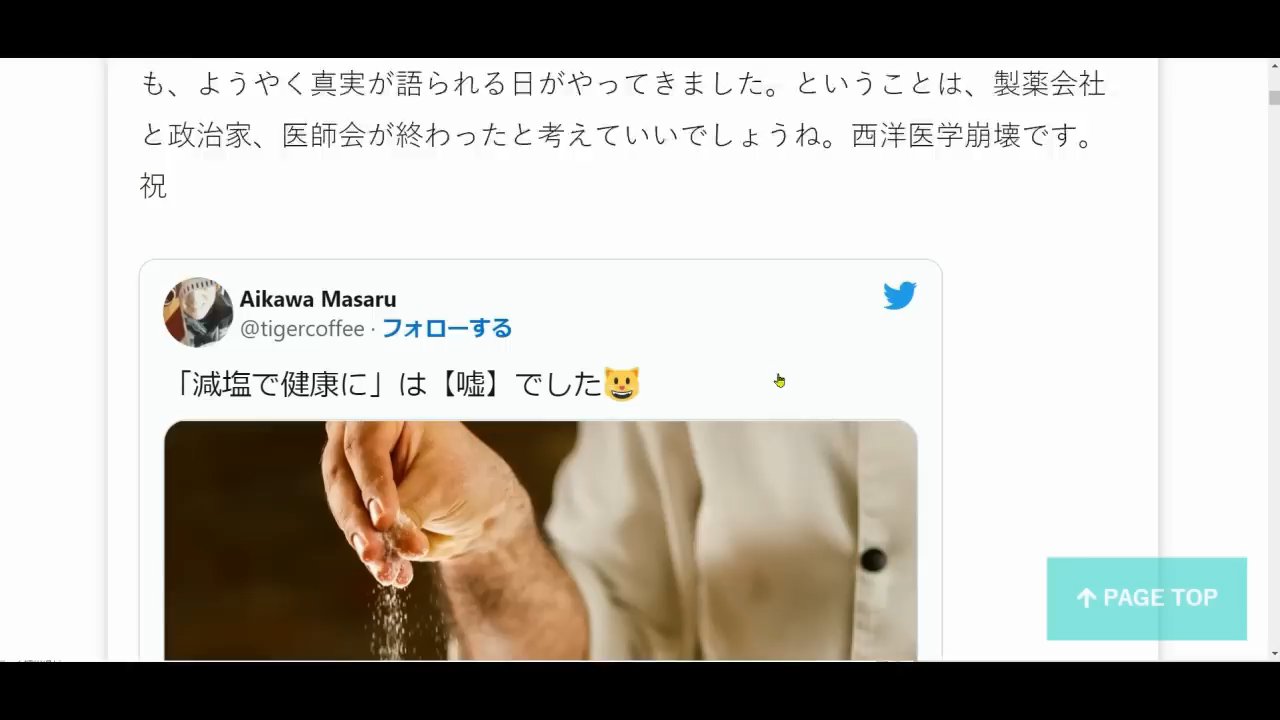 も、ようやく真実が語られる日がやってきました。ということは、製薬会社
と政治家、医師会が終わったと考えていいでしょうね。西洋医学崩壊です。
祝
Aikawa Masaru
@tigercoffee · フォローする
「減塩で健康に」は【嘘】でした😺
↑ PAGE TOP